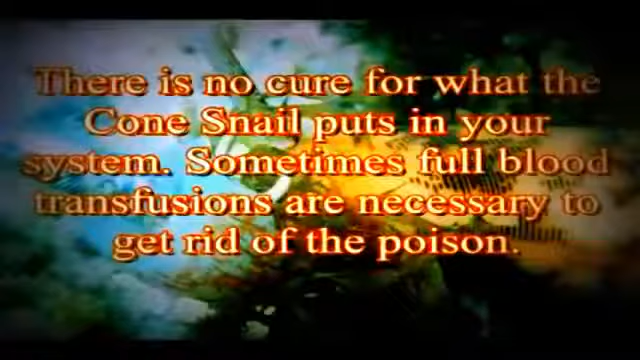 There is no cure for what the
Cone Snail puts in your
system. Sometimes full blood
transfusions are necessary to
get rid of the poison.